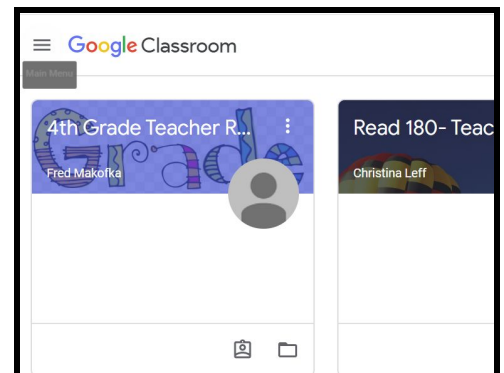 Google Classroom
Main Menu
4th Grade Teacher R...
Grade
Fred Makofka
Read 180- Teac
Christina Leff